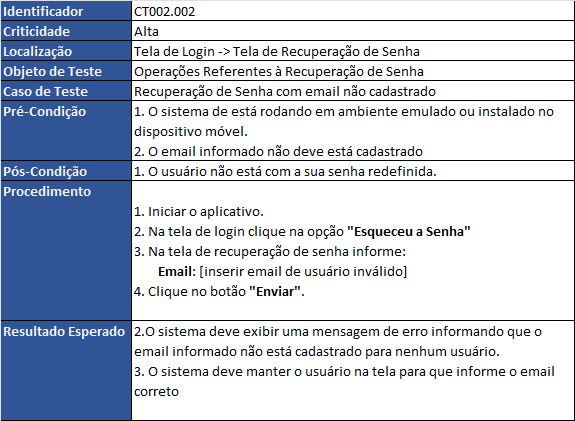 Identificador CT002.002
Criticidade Alta
Localização Tela de Login -> Tela de Recuperação de Senha
Objeto de Teste Operações Referentes à Recuperação de Senha
Caso de Teste Recuperação de Senha com email não cadastrado
Pré-Condição 1. O sistema de está rodando em ambiente emulado ou instalado no
dispositivo móvel.
2. O email informado não deve está cadastrado
Pós-Condição 1. O usuário não está com a sua senha redefinida.
Procedimento
1. Iniciar o aplicativo.
2. Na tela de login clique na opção "Esqueceu a Senha"
3. Na tela de recuperação de senha informe:
Email: [inserir email de usuário inválido]
4. Clique no botão "Enviar".
Resultado Esperado 2.O sistema deve exibir uma mensagem de erro informando que o
email informado não está cadastrado para nenhum usuário.
3. O sistema deve manter o usuário na tela para que informe o email
correto